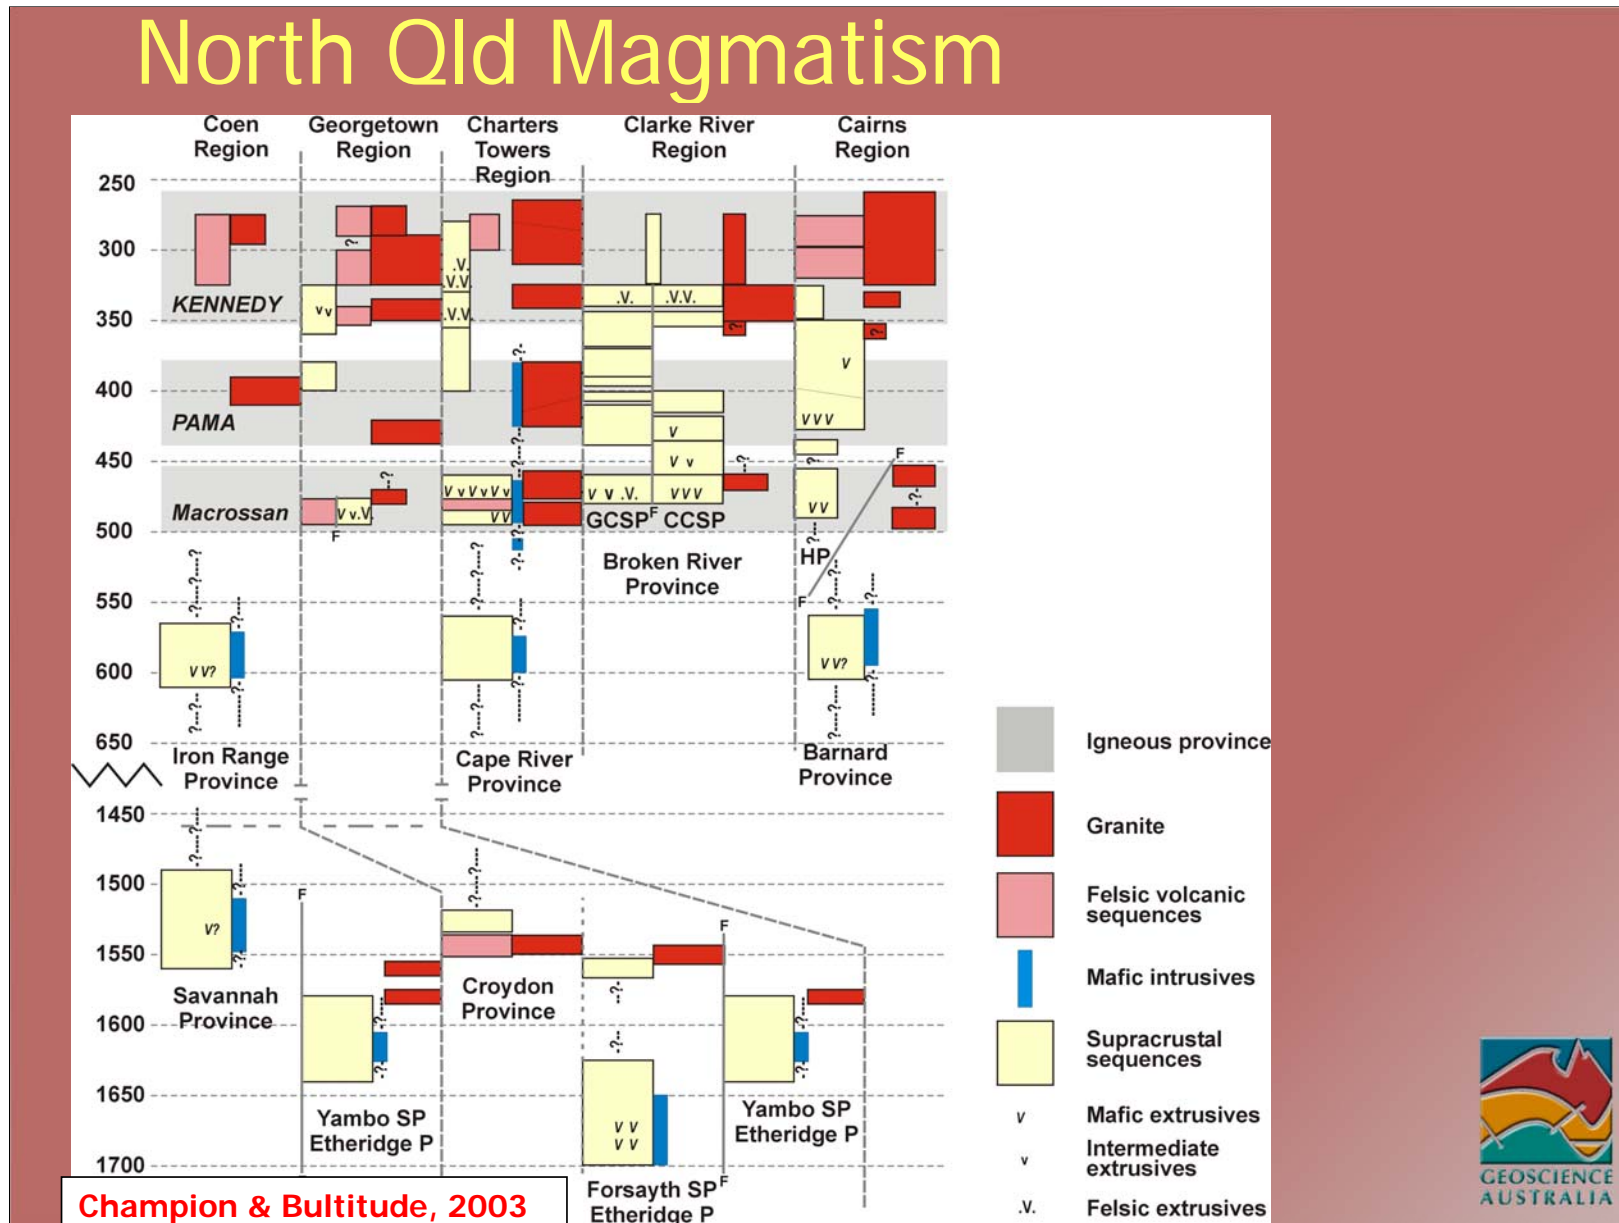 North Qld Magmatism
Coen
Region
Georgetown
Region
Charters
Towers
Region
Clarke River
Region
Cairns
Region
250
300
350
400
450
500
550
600
650
1450
1500
1550
1600
1650
1700
KENNEDY
PAMA
Macrossan
GCSP F CCSP
HP
Broken River
Province
Iron Range
Province
Cape River
Province
Barnard
Province
Savannah
Province
Croydon
Province
Yambo SP
Etheridge P
Yambo SP
Etheridge P
Forsayth SP F
Etheridge P
Igneous province
Granite
Felsic volcanic
sequences
Mafic intrusives
Supracrustal
sequences
V Mafic extrusives
v Intermediate
extrusives
.V. Felsic extrusives
Champion & Bultitude, 2003
GEOSCIENCE
AUSTRALIA